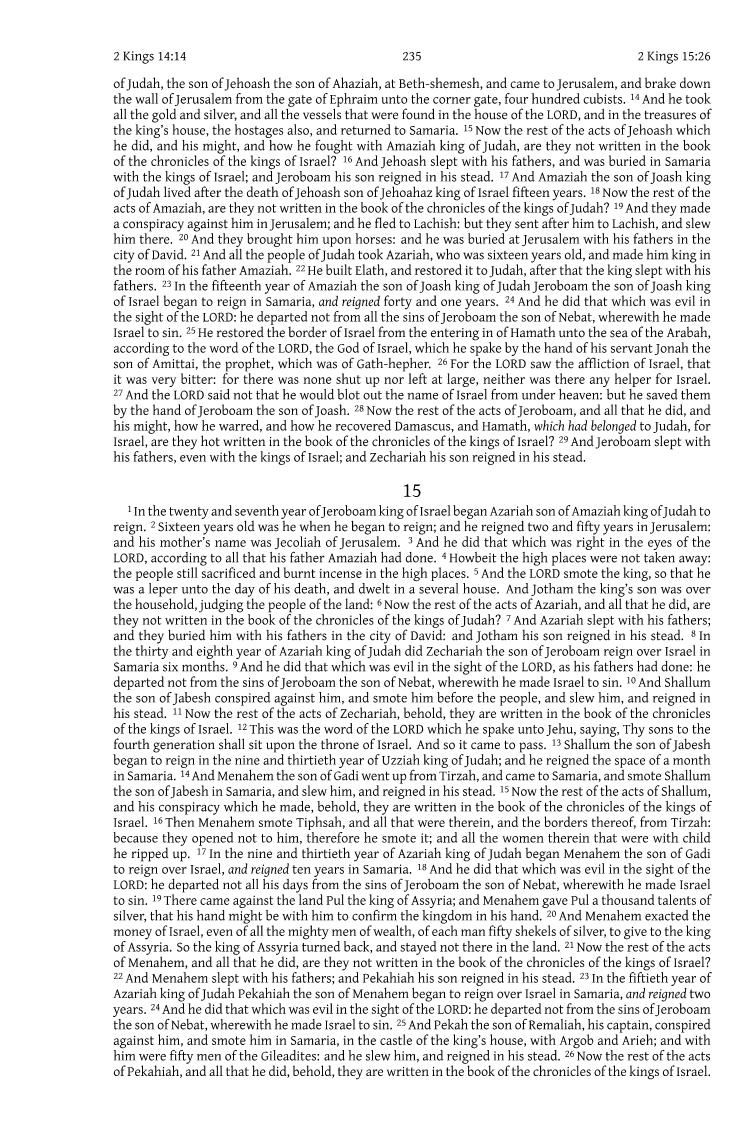 2 Kings 14:14 235 2 Kings 15:26
of Judah, the son of Jehoash the son of Ahaziah, at Beth-shemesh, and came to Jerusalem, and brake down
the wall of Jerusalem from the gate of Ephraim unto the corner gate, four hundred cubists. 14 And he took
all the gold and silver, and all the vessels that were found in the house of the LORD, and in the treasures of
the king’s house, the hostages also, and returned to Samaria. 15 Now the rest of the acts of Jehoash which
he did, and his might, and how he fought with Amaziah king of Judah, are they not written in the book
of the chronicles of the kings of Israel? 16 And Jehoash slept with his fathers, and was buried in Samaria
with the kings of Israel; and Jeroboam his son reigned in his stead. 17 And Amaziah the son of Joash king
of Judah lived after the death of Jehoash son of Jehoahaz king of Israel fifteen years. 18 Now the rest of the
acts of Amaziah, are they not written in the book of the chronicles of the kings of Judah? 19 And they made
a conspiracy against him in Jerusalem; and he fled to Lachish: but they sent after him to Lachish, and slew
him there. 20 And they brought him upon horses: and he was buried at Jerusalem with his fathers in the
city of David. 21 And all the people of Judah took Azariah, who was sixteen years old, and made him king in
the room of his father Amaziah. 22 He built Elath, and restored it to Judah, after that the king slept with his
fathers. 23 In the fifteenth year of Amaziah the son of Joash king of Judah Jeroboam the son of Joash king
of Israel began to reign in Samaria, and reigned forty and one years. 24 And he did that which was evil in
the sight of the LORD: he departed not from all the sins of Jeroboam the son of Nebat, wherewith he made
Israel to sin. 25 He restored the border of Israel from the entering in of Hamath unto the sea of the Arabah,
according to the word of the LORD, the God of Israel, which he spake by the hand of his servant Jonah the
son of Amittai, the prophet, which was of Gath-hepher. 26 For the LORD saw the affliction of Israel, that
it was very bitter: for there was none shut up nor left at large, neither was there any helper for Israel.
27 And the LORD said not that he would blot out the name of Israel from under heaven: but he saved them
by the hand of Jeroboam the son of Joash. 28 Now the rest of the acts of Jeroboam, and all that he did, and
his might, how he warred, and how he recovered Damascus, and Hamath, which had belonged to Judah, for
Israel, are they hot written in the book of the chronicles of the kings of Israel? 29 And Jeroboam slept with
his fathers, even with the kings of Israel; and Zechariah his son reigned in his stead.
15
1 In the twenty and seventh year of Jeroboam king of Israel began Azariah son of Amaziah king of Judah to
reign. 2 Sixteen years old was he when he began to reign; and he reigned two and fifty years in Jerusalem:
and his mother’s name was Jecoliah of Jerusalem. 3 And he did that which was right in the eyes of the
LORD, according to all that his father Amaziah had done. 4 Howbeit the high places were not taken away:
the people still sacrificed and burnt incense in the high places. 5 And the LORD smote the king, so that he
was a leper unto the day of his death, and dwelt in a several house. And Jotham the king’s son was over
the household, judging the people of the land: 6 Now the rest of the acts of Azariah, and all that he did, are
they not written in the book of the chronicles of the kings of Judah? 7 And Azariah slept with his fathers;
and they buried him with his fathers in the city of David: and Jotham his son reigned in his stead. 8 In
the thirty and eighth year of Azariah king of Judah did Zechariah the son of Jeroboam reign over Israel in
Samaria six months. 9 And he did that which was evil in the sight of the LORD, as his fathers had done: he
departed not from the sins of Jeroboam the son of Nebat, wherewith he made Israel to sin. 10 And Shallum
the son of Jabesh conspired against him, and smote him before the people, and slew him, and reigned in
his stead. 11 Now the rest of the acts of Zechariah, behold, they are written in the book of the chronicles
of the kings of Israel. 12 This was the word of the LORD which he spake unto Jehu, saying, Thy sons to the
fourth generation shall sit upon the throne of Israel. And so it came to pass. 13 Shallum the son of Jabesh
began to reign in the nine and thirtieth year of Uzziah king of Judah; and he reigned the space of a month
in Samaria. 14 And Menahem the son of Gadi went up from Tirzah, and came to Samaria, and smote Shallum
the son of Jabesh in Samaria, and slew him, and reigned in his stead. 15 Now the rest of the acts of Shallum,
and his conspiracy which he made, behold, they are written in the book of the chronicles of the kings of
Israel. 16 Then Menahem smote Tiphsah, and all that were therein, and the borders thereof, from Tirzah:
because they opened not to him, therefore he smote it; and all the women therein that were with child
he ripped up. 17 In the nine and thirtieth year of Azariah king of Judah began Menahem the son of Gadi
to reign over Israel, and reigned ten years in Samaria. 18 And he did that which was evil in the sight of the
LORD: he departed not all his days from the sins of Jeroboam the son of Nebat, wherewith he made Israel
to sin. 19 There came against the land Pul the king of Assyria; and Menahem gave Pul a thousand talents of
silver, that his hand might be with him to confirm the kingdom in his hand. 20 And Menahem exacted the
money of Israel, even of all the mighty men of wealth, of each man fifty shekels of silver, to give to the king
of Assyria. So the king of Assyria turned back, and stayed not there in the land. 21 Now the rest of the acts
of Menahem, and all that he did, are they not written in the book of the chronicles of the kings of Israel?
22 And Menahem slept with his fathers; and Pekahiah his son reigned in his stead. 23 In the fiftieth year of
Azariah king of Judah Pekahiah the son of Menahem began to reign over Israel in Samaria, and reigned two
years. 24 And he did that which was evil in the sight of the LORD: he departed not from the sins of Jeroboam
the son of Nebat, wherewith he made Israel to sin. 25 And Pekah the son of Remaliah, his captain, conspired
against him, and smote him in Samaria, in the castle of the king’s house, with Argob and Arieh; and with
him were fifty men of the Gileadites: and he slew him, and reigned in his stead. 26 Now the rest of the acts
of Pekahiah, and all that he did, behold, they are written in the book of the chronicles of the kings of Israel.